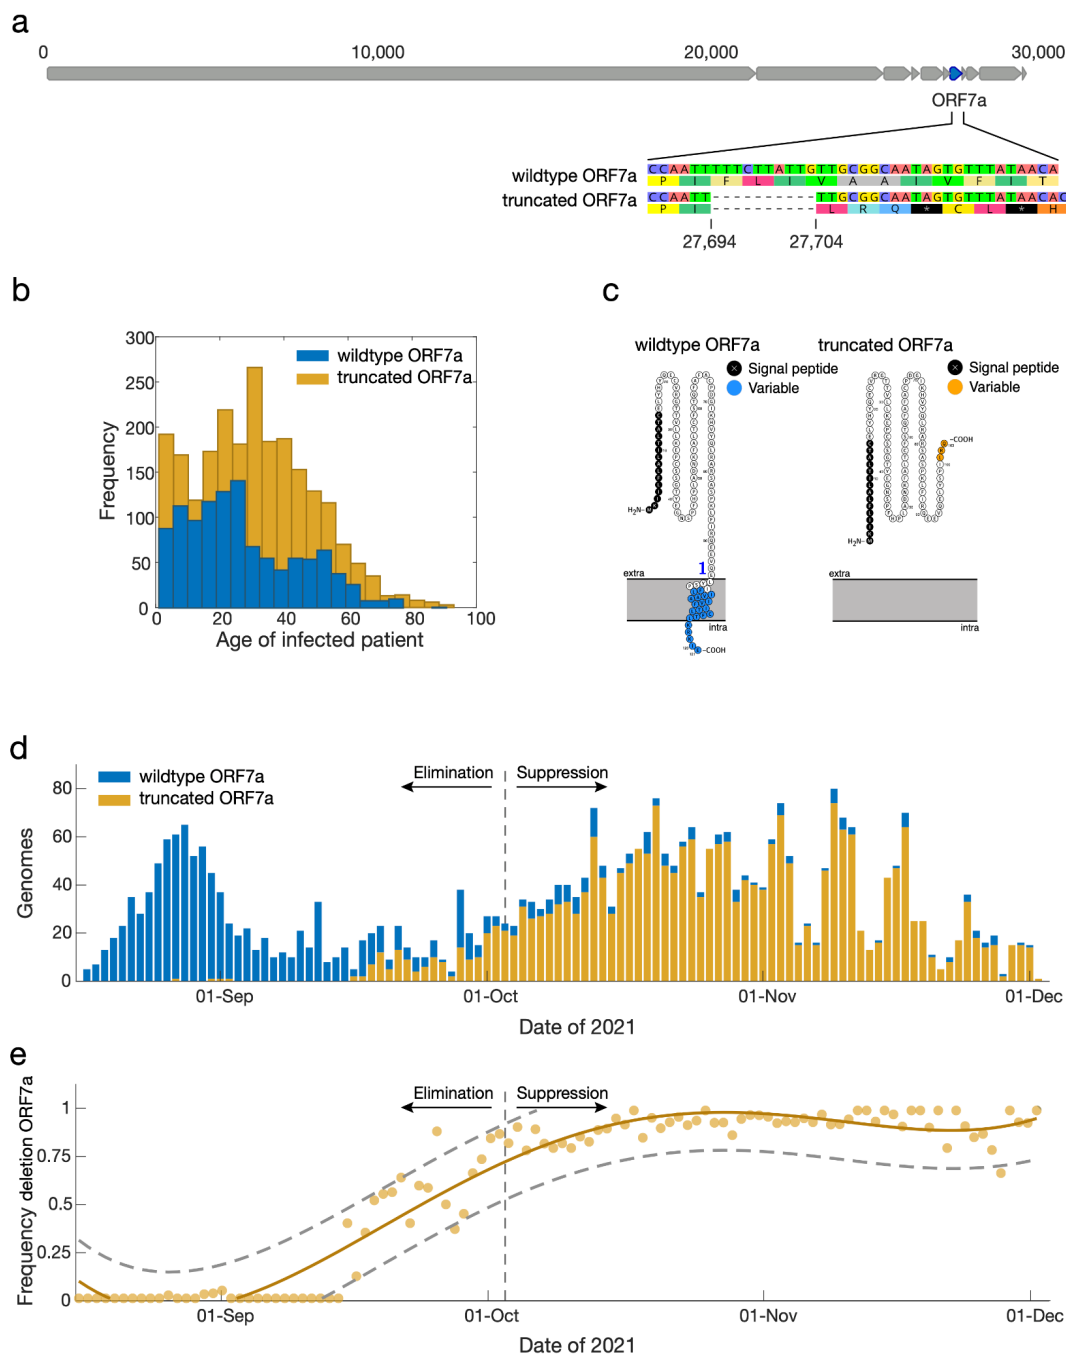 a
0 10,000 20,000 30,000
ORF7a
wildtype ORF7a
CCAATTTTTCTTATTGTTGCGGCAATAGTGTTTATAACA
P I F L I V A A I V F I T
truncated ORF7a
CCAATT - - - - - - - - - - TTGCGGCAATAGTGTTTATAACAC
P I L R Q * C L * H
27,694 27,704
b
300
250
200
150
100
50
0
Frequency
wildtype ORF7a
truncated ORF7a
0 20 40 60 80 100
Age of infected patient
c
wildtype ORF7a
Signal peptide
Variable
H₂N-
extra
1
intra
-COOH
truncated ORF7a
Signal peptide
Variable
-COOH
H₂N-
extra
intra
d
wildtype ORF7a
truncated ORF7a
Elimination Suppression
80
60
40
20
0
Genomes
01-Sep 01-Oct 01-Nov 01-Dec
Date of 2021
e
Elimination Suppression
1
0.75
0.5
0.25
0
Frequency deletion ORF7a
01-Sep 01-Oct 01-Nov 01-Dec
Date of 2021